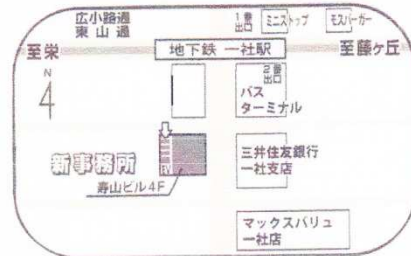 広小路通
東山通
1番
出口
ミニストップ
モスバーガー
至栄
地下鉄 一社駅
至藤ヶ丘
N
2番
出口
バス
ターミナル
新事務所
EV
寿山ビル4F
三井住友銀行
一社支店
マックスバリュ
一社店